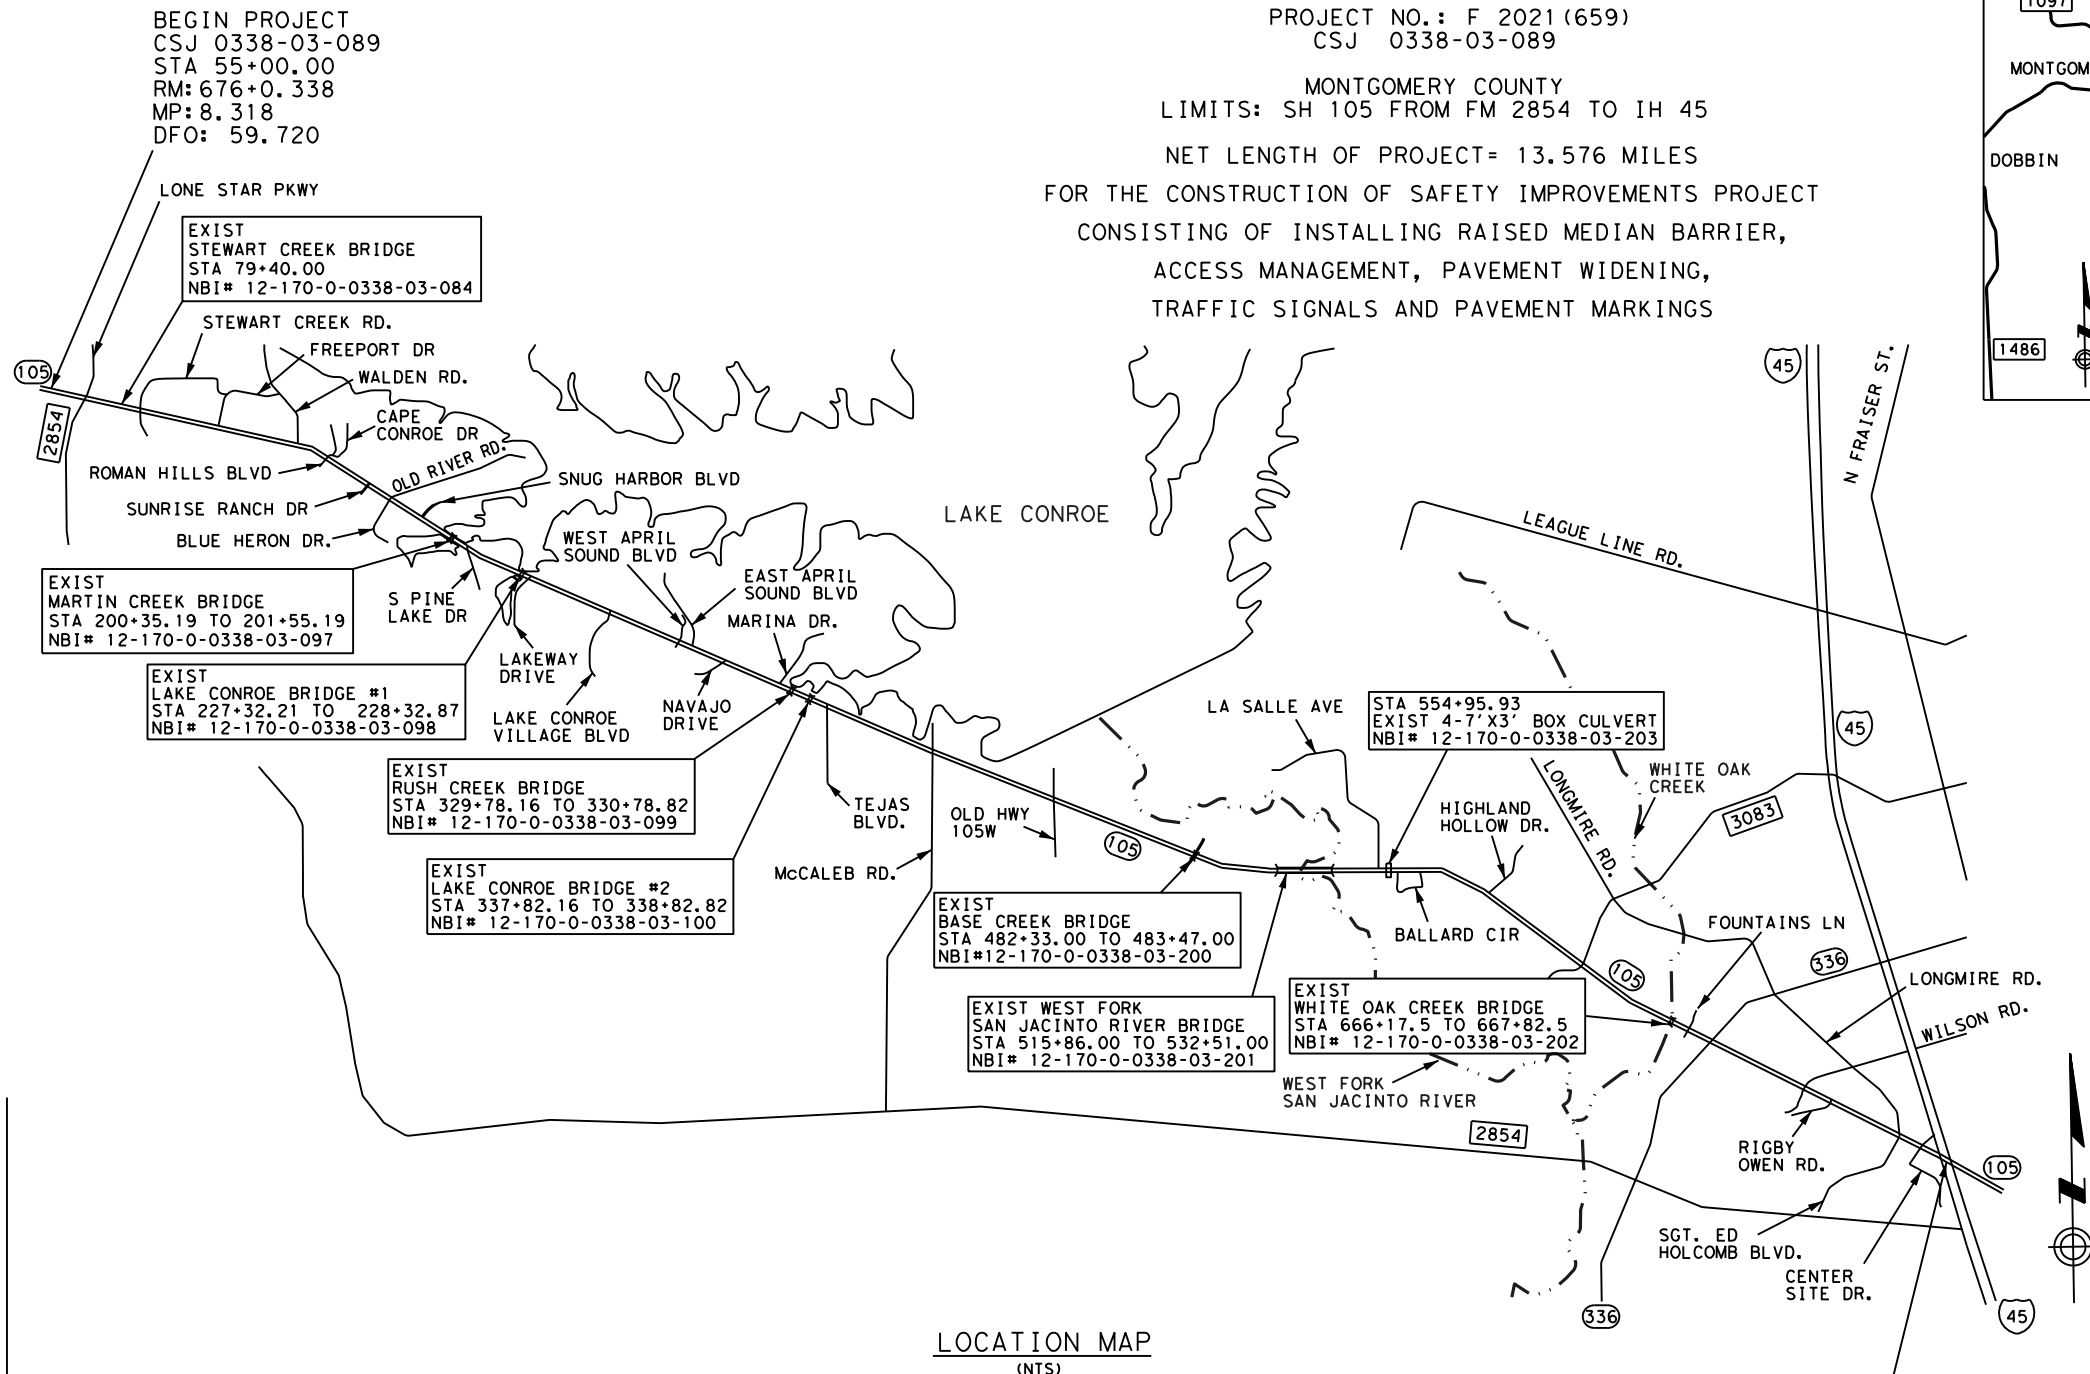 BEGIN PROJECT
CSJ 0338-03-089
STA 55+00.00
RM:676+0.338
MP:8.318
DFO: 59.720
PROJECT NO.: F 2021(659)
CSJ 0338-03-089
MONTGOMERY COUNTY
LIMITS: SH 105 FROM FM 2854 TO IH 45
NET LENGTH OF PROJECT= 13.576 MILES
FOR THE CONSTRUCTION OF SAFETY IMPROVEMENTS PROJECT
CONSISTING OF INSTALLING RAISED MEDIAN BARRIER,
ACCESS MANAGEMENT, PAVEMENT WIDENING,
TRAFFIC SIGNALS AND PAVEMENT MARKINGS
1097
MONTGOM
DOBBIN
1486
LONE STAR PKWY
EXIST
STEWART CREEK BRIDGE
STA 79+40.00
NBI# 12-170-0-0338-03-084
STEWART CREEK RD.
FREEPORT DR
WALDEN RD.
105
2854
CAPE
CONROE DR
OLD RIVER RD.
ROMAN HILLS BLVD
SUNRISE RANCH DR
BLUE HERON DR.
SNUG HARBOR BLVD
LAKE CONROE
WEST APRIL
SOUND BLVD
EAST APRIL
SOUND BLVD
MARINA DR.
EXIST
MARTIN CREEK BRIDGE
STA 200+35.19 TO 201+55.19
NBI# 12-170-0-0338-03-097
S PINE
LAKE DR
EXIST
LAKE CONROE BRIDGE #1
STA 227+32.21 TO 228+32.87
NBI# 12-170-0-0338-03-098
LAKEWAY
DRIVE
LAKE CONROE
VILLAGE BLVD
NAVAJO
DRIVE
EXIST
RUSH CREEK BRIDGE
STA 329+78.16 TO 330+78.82
NBI# 12-170-0-0338-03-099
TEJAS
BLVD.
EXIST
LAKE CONROE BRIDGE #2
STA 337+82.16 TO 338+82.82
NBI# 12-170-0-0338-03-100
McCALEB RD.
OLD HWY
105W
105
EXIST
BASE CREEK BRIDGE
STA 482+33.00 TO 483+47.00
NBI#12-170-0-0338-03-200
EXIST WEST FORK
SAN JACINTO RIVER BRIDGE
STA 515+86.00 TO 532+51.00
NBI# 12-170-0-0338-03-201
LA SALLE AVE
STA 554+95.93
EXIST 4-7'X3' BOX CULVERT
NBI# 12-170-0-0338-03-203
45
N FRAISER ST.
LEAGUE LINE RD.
45
LONGMIRE RD.
WHITE OAK
CREEK
3083
HIGHLAND
HOLLOW DR.
BALLARD CIR
FOUNTAINS LN
105
336
LONGMIRE RD.
WILSON RD.
EXIST
WHITE OAK CREEK BRIDGE
STA 666+17.5 TO 667+82.5
NBI# 12-170-0-0338-03-202
WEST FORK
SAN JACINTO RIVER
2854
RIGBY
OWEN RD.
105
SGT. ED
HOLCOMB BLVD.
CENTER
SITE DR.
336
45
LOCATION MAP
(NTS)